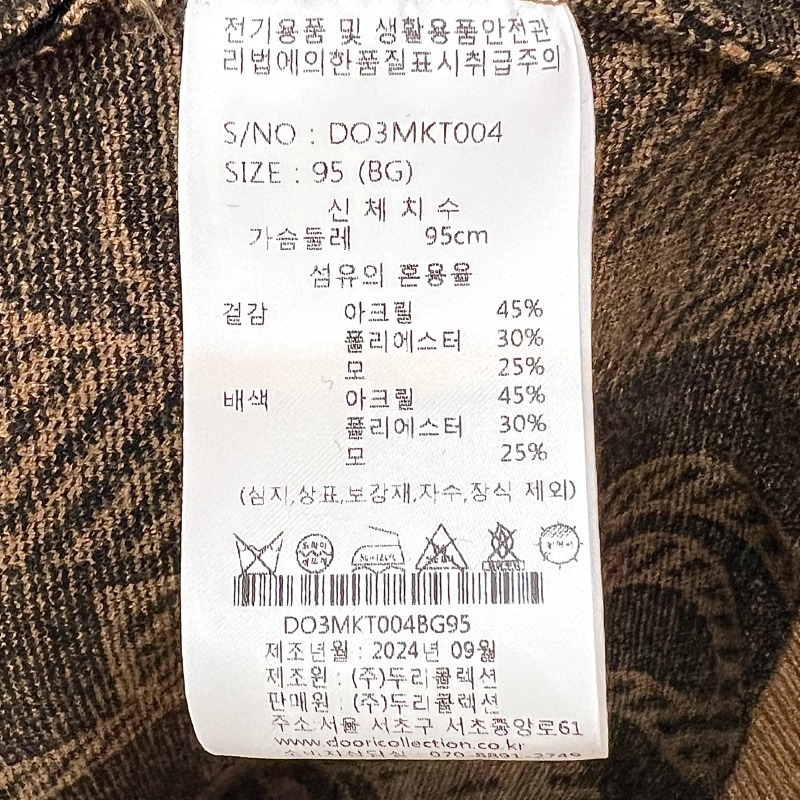 전기용품 및 생활용품안전관
리법에의한품질표시취급주의
S/NO : DO3MKT004
SIZE : 95 (BG)
신 체 치 수
가슴둘레 95cm
섬유의 혼용율
겉감 아크릴 45%
폴리에스터 30%
모 25%
배색 아크릴 45%
폴리에스터 30%
모 25%
(심지,상표,보강재,자수,장식 제외)
DO3MKT004BG95
제조년월 : 2024년 09월
제조원 : (주)두리콜렉션
판매원 : (주)두리콜렉션
주소:서울 서초구 서초중앙로61
www.dooricollection.co.kr